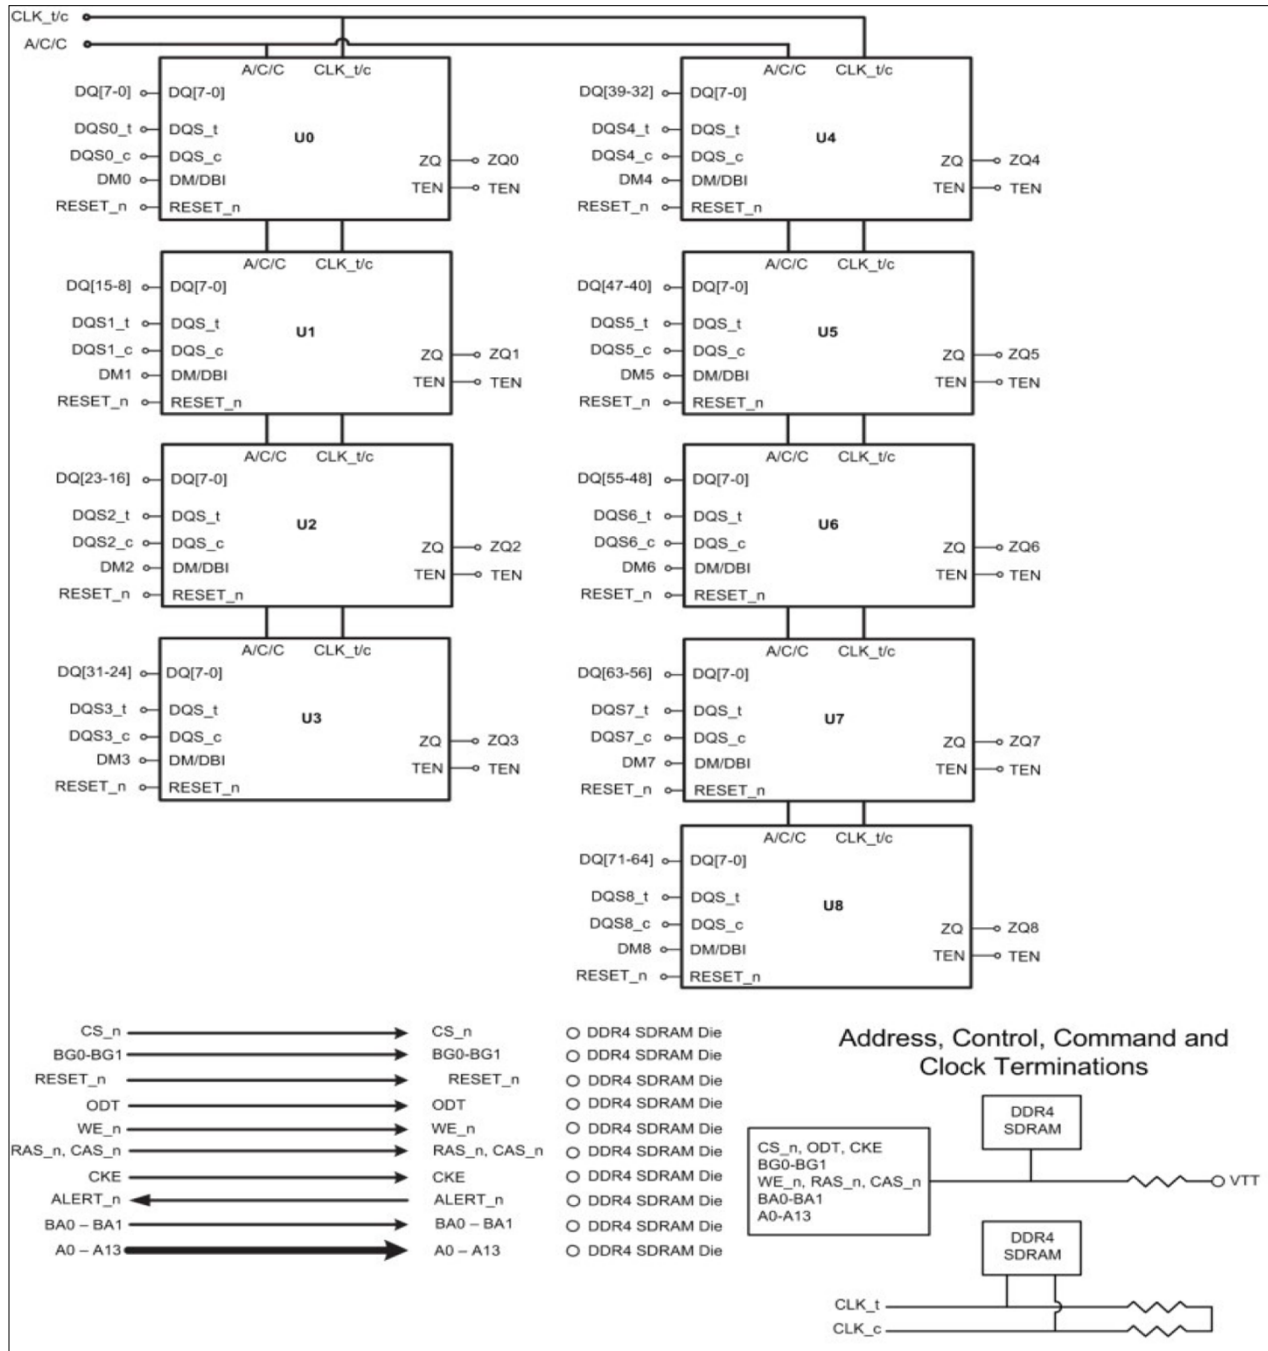 CLK_t/c
A/C/C
A/C/C CLK_t/c
DQ[7-0] DQ[7-0]
DQS0_t DQS_t
U0
DQS0_c DQS_c
ZQ ZQ0
DM0 DM/DBI
TEN TEN
RESET_n RESET_n
A/C/C CLK_t/c
DQ[15-8] DQ[7-0]
DQS1_t DQS_t
U1
DQS1_c DQS_c
ZQ ZQ1
DM1 DM/DBI
TEN TEN
RESET_n RESET_n
A/C/C CLK_t/c
DQ[23-16] DQ[7-0]
DQS2_t DQS_t
U2
DQS2_c DQS_c
ZQ ZQ2
DM2 DM/DBI
TEN TEN
RESET_n RESET_n
A/C/C CLK_t/c
DQ[31-24] DQ[7-0]
DQS3_t DQS_t
U3
DQS3_c DQS_c
ZQ ZQ3
DM3 DM/DBI
TEN TEN
RESET_n RESET_n
A/C/C CLK_t/c
DQ[39-32] DQ[7-0]
DQS4_t DQS_t
U4
DQS4_c DQS_c
ZQ ZQ4
DM4 DM/DBI
TEN TEN
RESET_n RESET_n
A/C/C CLK_t/c
DQ[47-40] DQ[7-0]
DQS5_t DQS_t
U5
DQS5_c DQS_c
ZQ ZQ5
DM5 DM/DBI
TEN TEN
RESET_n RESET_n
A/C/C CLK_t/c
DQ[55-48] DQ[7-0]
DQS6_t DQS_t
U6
DQS6_c DQS_c
ZQ ZQ6
DM6 DM/DBI
TEN TEN
RESET_n RESET_n
A/C/C CLK_t/c
DQ[63-56] DQ[7-0]
DQS7_t DQS_t
U7
DQS7_c DQS_c
ZQ ZQ7
DM7 DM/DBI
TEN TEN
RESET_n RESET_n
A/C/C CLK_t/c
DQ[71-64] DQ[7-0]
DQS8_t DQS_t
U8
DQS8_c DQS_c
ZQ ZQ8
DM8 DM/DBI
TEN TEN
RESET_n RESET_n
CS_n CS_n DDR4 SDRAM Die
BG0-BG1 BG0-BG1 DDR4 SDRAM Die
RESET_n RESET_n DDR4 SDRAM Die
ODT ODT DDR4 SDRAM Die
WE_n WE_n DDR4 SDRAM Die
RAS_n, CAS_n RAS_n, CAS_n DDR4 SDRAM Die
CKE CKE DDR4 SDRAM Die
ALERT_n ALERT_n DDR4 SDRAM Die
BA0 – BA1 BA0 – BA1 DDR4 SDRAM Die
A0 – A13 A0 – A13 DDR4 SDRAM Die
Address, Control, Command and
Clock Terminations
DDR4
SDRAM
CS_n, ODT, CKE
BG0-BG1
WE_n, RAS_n, CAS_n
BA0-BA1
A0-A13
VTT
DDR4
SDRAM
CLK_t
CLK_c